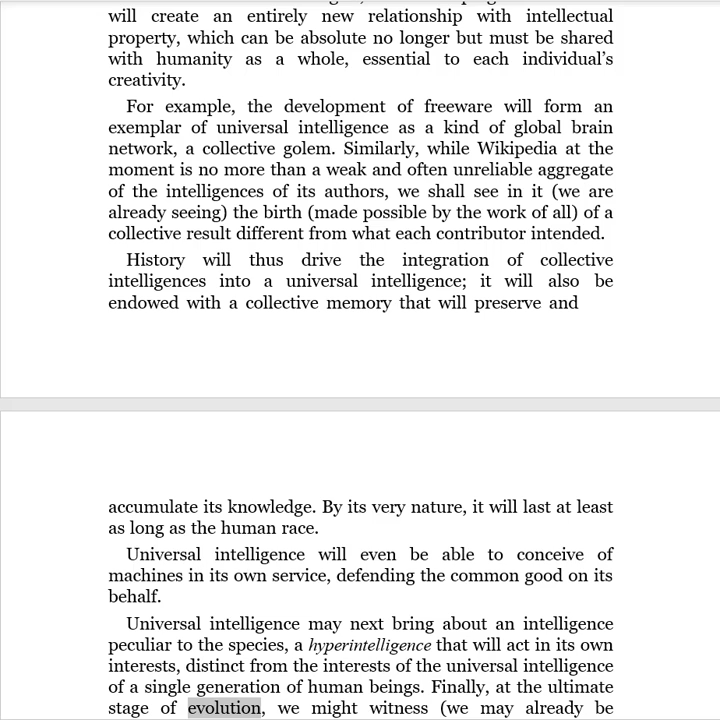 will create an entirely new relationship with intellectual
property, which can be absolute no longer but must be shared
with humanity as a whole, essential to each individual’s
creativity.
For example, the development of freeware will form an
exemplar of universal intelligence as a kind of global brain
network, a collective golem. Similarly, while Wikipedia at the
moment is no more than a weak and often unreliable aggregate
of the intelligences of its authors, we shall see in it (we are
already seeing) the birth (made possible by the work of all) of a
collective result different from what each contributor intended.
History will thus drive the integration of collective
intelligences into a universal intelligence; it will also be
endowed with a collective memory that will preserve and
accumulate its knowledge. By its very nature, it will last at least
as long as the human race.
Universal intelligence will even be able to conceive of
machines in its own service, defending the common good on its
behalf.
Universal intelligence may next bring about an intelligence
peculiar to the species, a hyperintelligence that will act in its own
interests, distinct from the interests of the universal intelligence
of a single generation of human beings. Finally, at the ultimate
stage of evolution, we might witness (we may already be